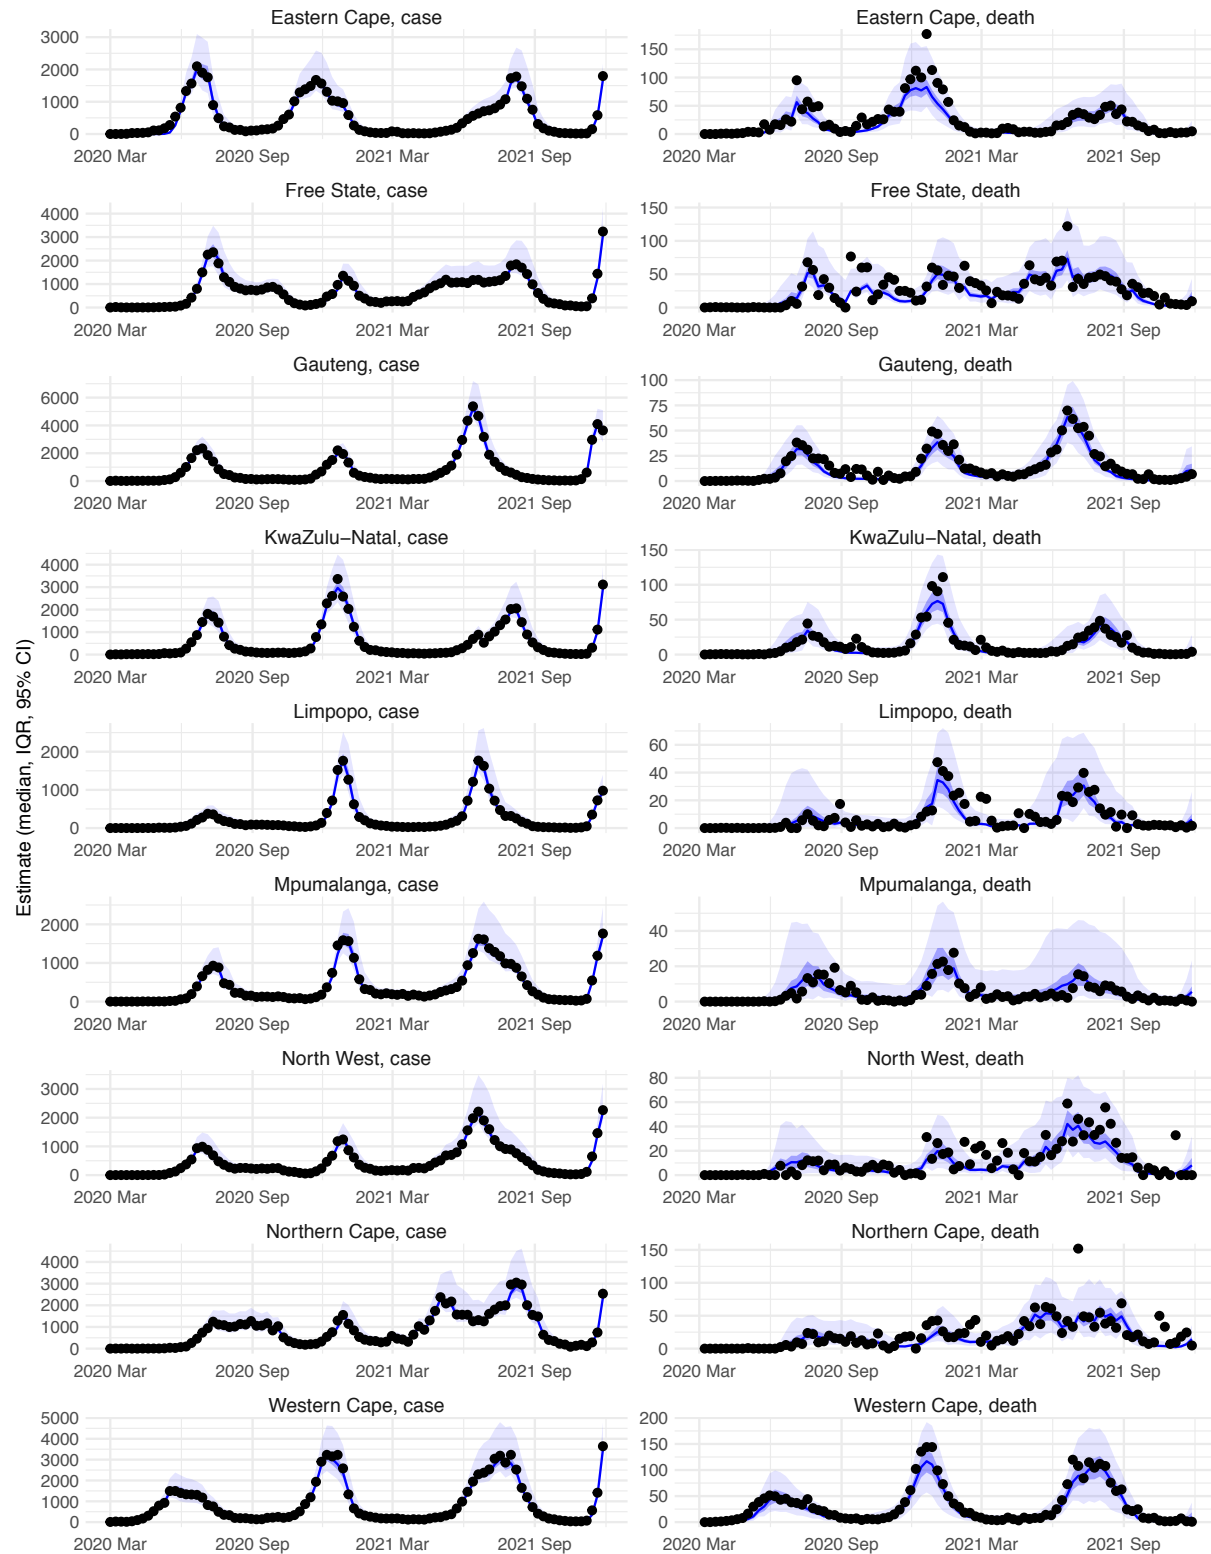 Estimate (median, IQR, 95% CI)
Eastern Cape, case
3000
2000
1000
0
2020 Mar 2020 Sep 2021 Mar 2021 Sep
Eastern Cape, death
150
100
50
0
2020 Mar 2020 Sep 2021 Mar 2021 Sep
Free State, case
4000
3000
2000
1000
0
2020 Mar 2020 Sep 2021 Mar 2021 Sep
Free State, death
150
100
50
0
2020 Mar 2020 Sep 2021 Mar 2021 Sep
Gauteng, case
6000
4000
2000
0
2020 Mar 2020 Sep 2021 Mar 2021 Sep
Gauteng, death
100
75
50
25
0
2020 Mar 2020 Sep 2021 Mar 2021 Sep
KwaZulu−Natal, case
4000
3000
2000
1000
0
2020 Mar 2020 Sep 2021 Mar 2021 Sep
KwaZulu−Natal, death
150
100
50
0
2020 Mar 2020 Sep 2021 Mar 2021 Sep
Limpopo, case
2000
1000
0
2020 Mar 2020 Sep 2021 Mar 2021 Sep
Limpopo, death
60
40
20
0
2020 Mar 2020 Sep 2021 Mar 2021 Sep
Mpumalanga, case
2000
1000
0
2020 Mar 2020 Sep 2021 Mar 2021 Sep
Mpumalanga, death
40
20
0
2020 Mar 2020 Sep 2021 Mar 2021 Sep
North West, case
3000
2000
1000
0
2020 Mar 2020 Sep 2021 Mar 2021 Sep
North West, death
80
60
40
20
0
2020 Mar 2020 Sep 2021 Mar 2021 Sep
Northern Cape, case
4000
3000
2000
1000
0
2020 Mar 2020 Sep 2021 Mar 2021 Sep
Northern Cape, death
150
100
50
0
2020 Mar 2020 Sep 2021 Mar 2021 Sep
Western Cape, case
5000
4000
3000
2000
1000
0
2020 Mar 2020 Sep 2021 Mar 2021 Sep
Western Cape, death
200
150
100
50
0
2020 Mar 2020 Sep 2021 Mar 2021 Sep